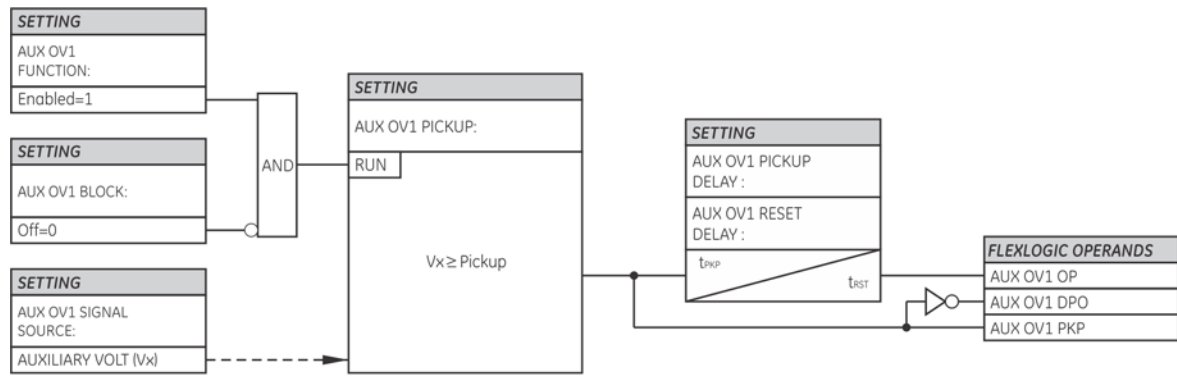 SETTING
AUX OV1
FUNCTION:
Enabled=1
SETTING
AUX OV1 BLOCK:
Off=0
SETTING
AUX OV1 SIGNAL
SOURCE:
AUXILIARY VOLT (Vx)
AND
SETTING
AUX OV1 PICKUP:
RUN
Vx ≥ Pickup
SETTING
AUX OV1 PICKUP
DELAY :
AUX OV1 RESET
DELAY :
tPKP
tRST
FLEXLOGIC OPERANDS
AUX OV1 OP
AUX OV1 DPO
AUX OV1 PKP